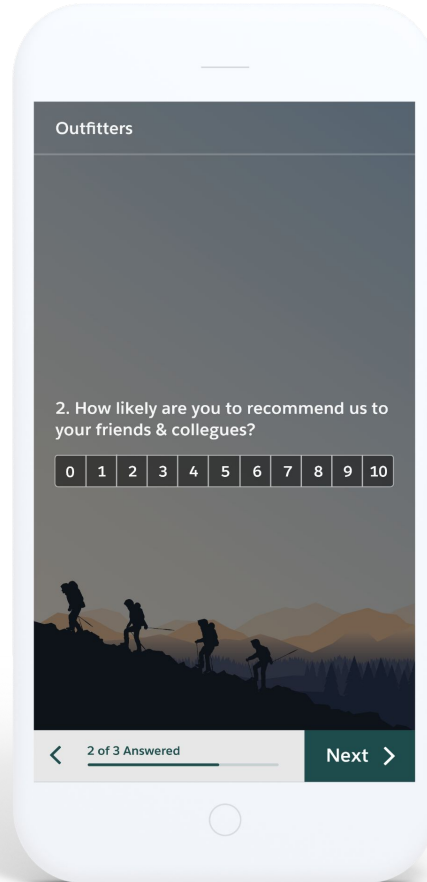 Outfitters
2. How likely are you to recommend us to
your friends & collegues?
0 1 2 3 4 5 6 7 8 9 10
2 of 3 Answered
Next